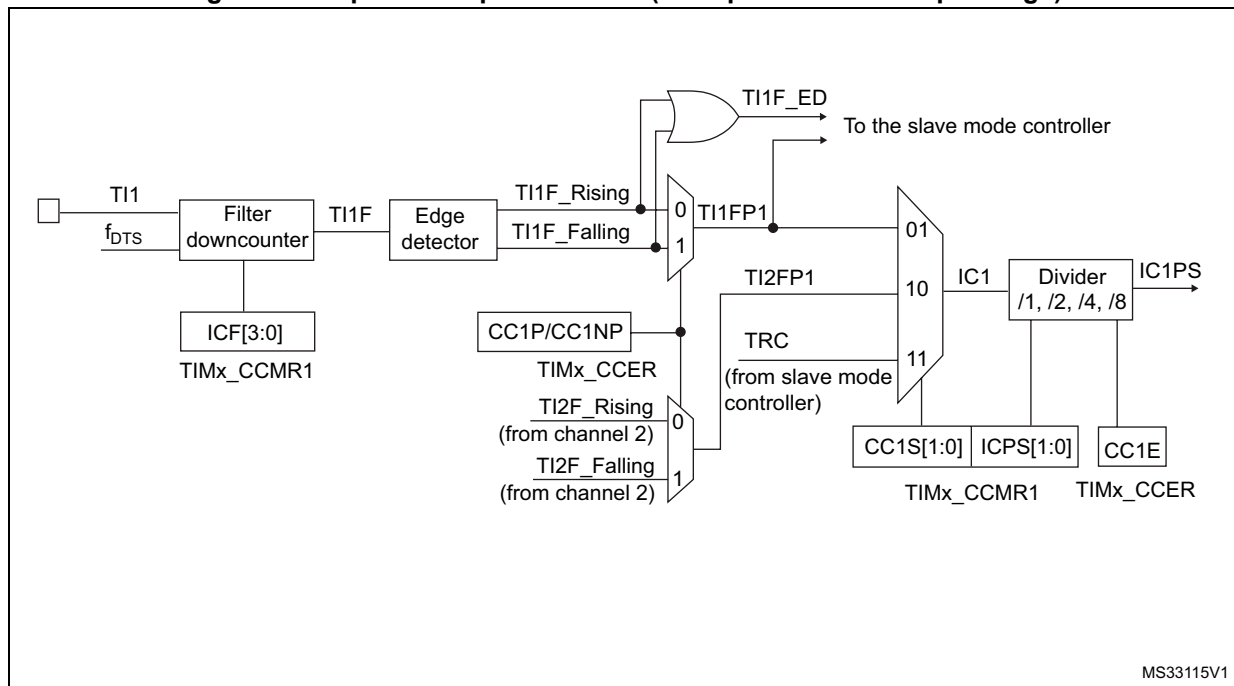 TI1F_ED
To the slave mode controller
TI1
fDTS
Filter
downcounter
TI1F
Edge
detector
TI1F_Rising
TI1F_Falling
0
1
TI1FP1
01
10
11
TI2FP1
TRC
(from slave mode
controller)
IC1
Divider
/1, /2, /4, /8
IC1PS
ICF[3:0]
TIMx_CCMR1
CC1P/CC1NP
TIMx_CCER
TI2F_Rising
(from channel 2)
TI2F_Falling
(from channel 2)
0
1
CC1S[1:0]
ICPS[1:0]
TIMx_CCMR1
CC1E
TIMx_CCER
MS33115V1